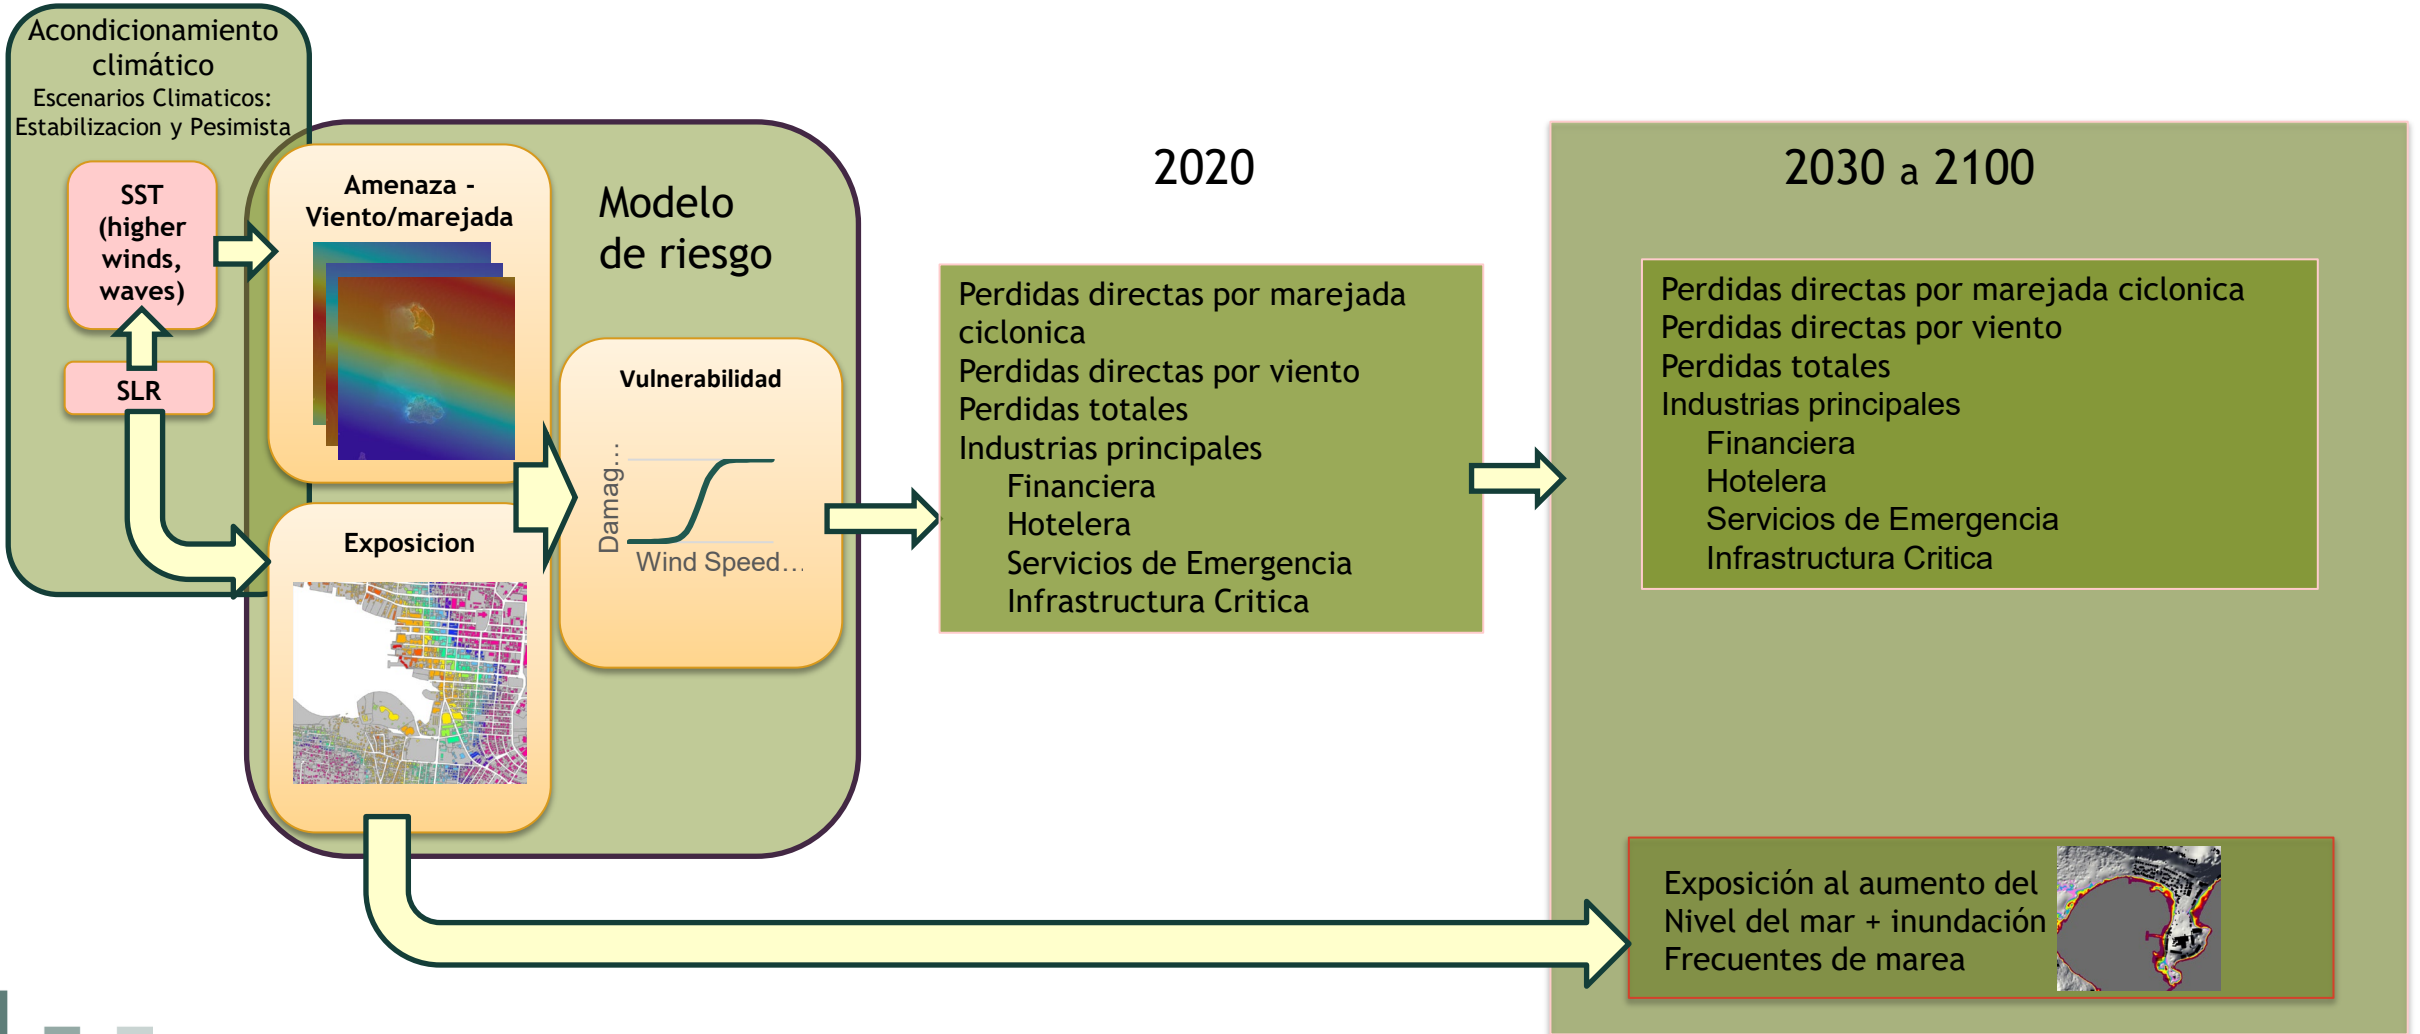 Acondicionamiento
climático
Escenarios Climaticos:
Estabilizacion y Pesimista
SST
(higher
winds,
waves)
SLR
Amenaza -
Viento/marejada
Exposicion
Modelo
de riesgo
Vulnerabilidad
Damag...
Wind Speed...
2020
Perdidas directas por marejada
ciclonica
Perdidas directas por viento
Perdidas totales
Industrias principales
Financiera
Hotelera
Servicios de Emergencia
Infrastructura Critica
2030 a 2100
Perdidas directas por marejada ciclonica
Perdidas directas por viento
Perdidas totales
Industrias principales
Financiera
Hotelera
Servicios de Emergencia
Infrastructura Critica
Exposición al aumento del
Nivel del mar + inundación
Frecuentes de marea